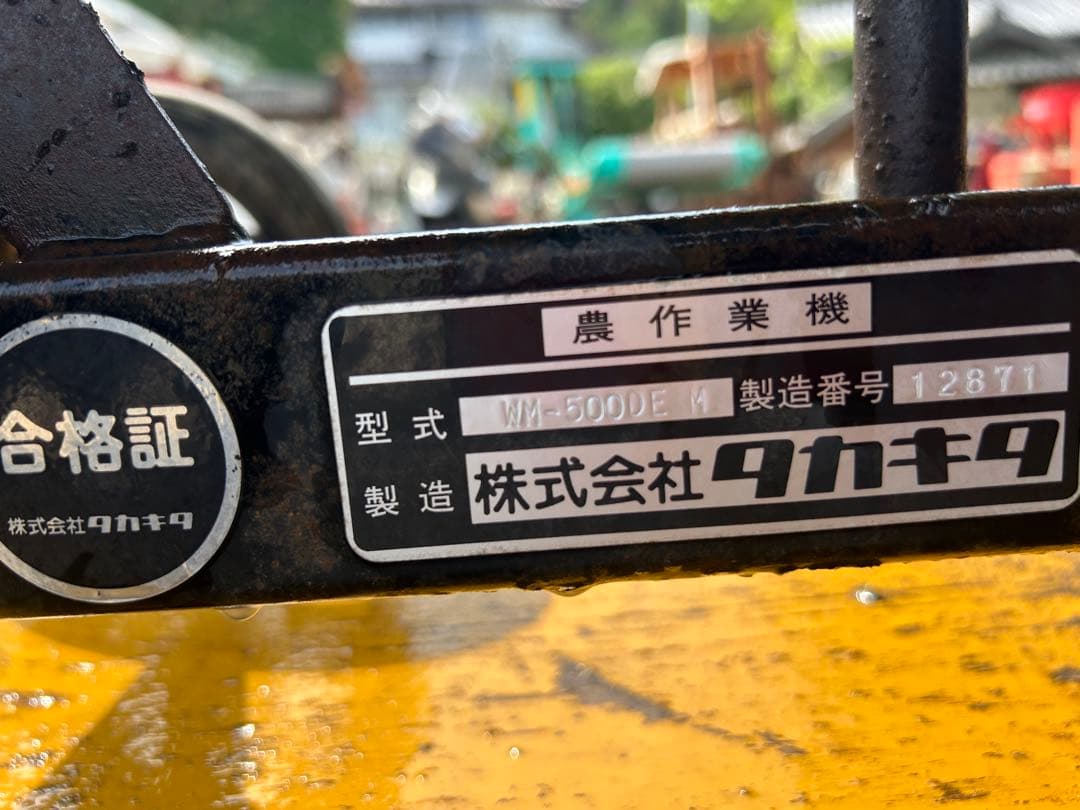 合格証
株式会社タカキタ
農作業機
型式 WM-500DE M 製造番号 12871
製造 株式会社タカキタ